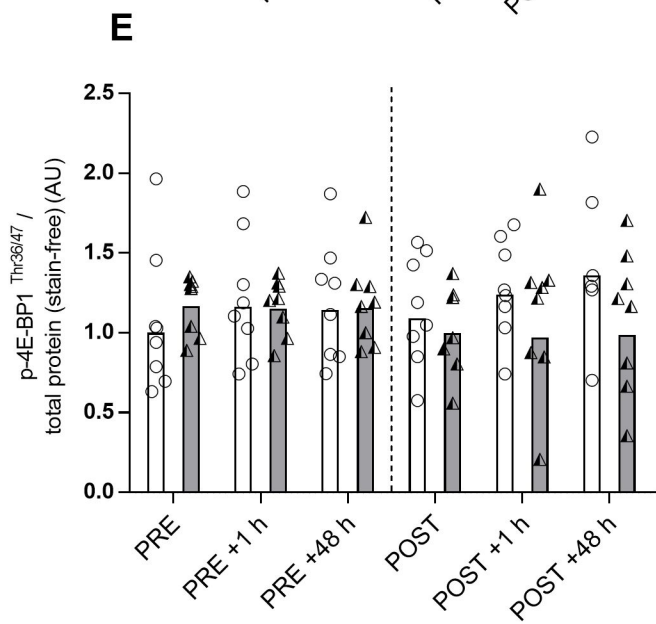 E
p-4E-BP1 Thr36/47 /
total protein (stain-free) (AU)
2.5
2.0
1.5
1.0
0.5
0.0
PRE
PRE +1 h
PRE +48 h
POST
POST +1 h
POST +48 h